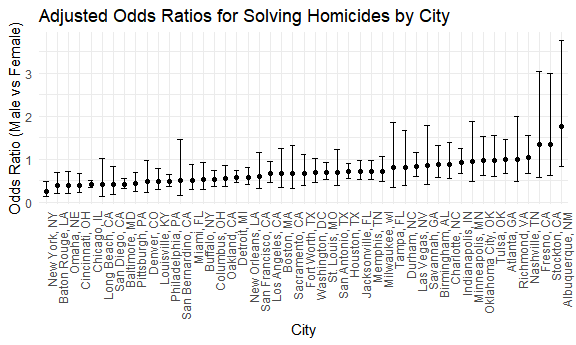 Adjusted Odds Ratios for Solving Homicides by City
Odds Ratio (Male vs Female)
3
2
1
0
New York, NY
Baton Rouge, LA
Omaha, NE
Cincinnati, OH
Chicago, IL
Long Beach, CA
San Diego, CA
Baltimore, MD
Pittsburgh, PA
Denver, CO
Louisville, KY
Philadelphia, PA
San Bernardino, CA
Miami, FL
Buffalo, NY
Columbus, OH
Oakland, CA
Detroit, MI
New Orleans, LA
San Francisco, CA
Los Angeles, CA
Boston, MA
Sacramento, CA
Fort Worth, TX
Washington, DC
St. Louis, MO
San Antonio, TX
Houston, TX
Jacksonville, FL
Memphis, TN
Milwaukee, wI
Tampa, FL
Durham, NC
Las Vegas, NV
Savannah, GA
Birmingham, AL
Charlotte, NC
Indianapolis, IN
Minneapolis, MN
Oklahoma City, OK
Tulsa, OK
Atlanta, GA
Richmond, VA
Nashville, TN
Fresno, CA
Stockton, CA
Albuquerque, NM
City